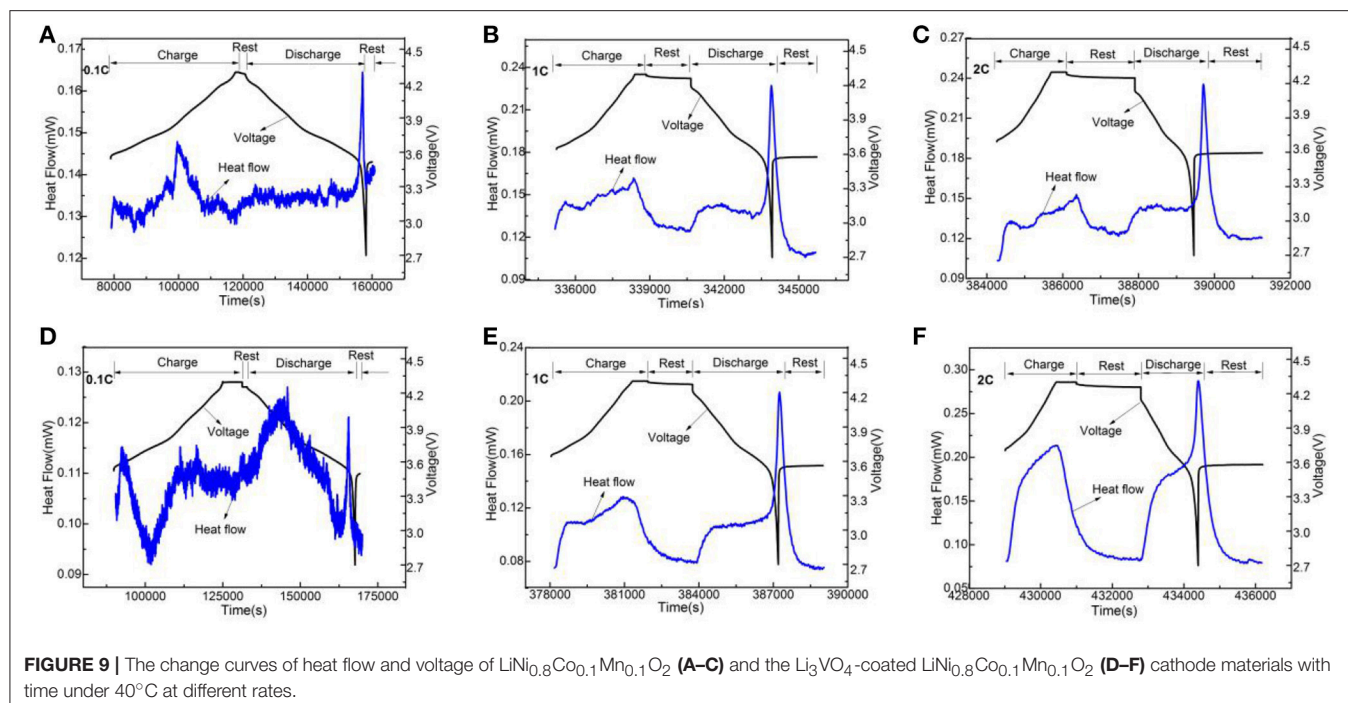 A
B
C
0.17
0.16
0.15
0.14
0.13
0.12
Heat Flow(mW)
0.1C
Charge
Rest
Discharge
Rest
Voltage
Heat flow
4.5
4.2
3.9
3.6
3.3
3.0
2.7
Voltage(V)
80000 100000 120000 140000 160000
Time(s)
0.24
0.21
0.18
0.15
0.12
0.09
Heat Flow(mW)
1C
Charge
Rest
Discharge
Rest
Voltage
Heat flow
4.5
4.2
3.9
3.6
3.3
3.0
2.7
Voltage(V)
336000 339000 342000 345000
Time(s)
0.27
0.24
0.21
0.18
0.15
0.12
0.09
Heat Flow(mW)
2C
Charge
Rest
Discharge
Rest
Voltage
Heat flow
4.5
4.2
3.9
3.6
3.3
3.0
2.7
Voltage(V)
384000 386000 388000 390000 392000
Time(s)
D
E
F
0.13
0.12
0.11
0.10
0.09
Heat Flow(mW)
0.1C
Charge
Rest
Discharge
Rest
Voltage
Heat flow
4.5
4.2
3.9
3.6
3.3
3.0
2.7
Voltage(V)
100000 125000 150000 175000
Time(s)
0.24
0.20
0.16
0.12
0.08
Heat Flow(mW)
1C
Charge
Rest
Discharge
Rest
Voltage
Heat flow
4.5
4.2
3.9
3.6
3.3
3.0
2.7
Voltage(V)
378000 381000 384000 387000 390000
Time(s)
0.30
0.25
0.20
0.15
0.10
0.05
Heat Flow(mW)
2C
Charge
Rest
Discharge
Rest
Voltage
Heat flow
4.5
4.2
3.9
3.6
3.3
3.0
2.7
Voltage(V)
428000 430000 432000 434000 436000
Time(s)
FIGURE 9 | The change curves of heat flow and voltage of LiNi₀.₈Co₀.₁Mn₀.₁O₂ (A–C) and the Li₃VO₄-coated LiNi₀.₈Co₀.₁Mn₀.₁O₂ (D–F) cathode materials with
time under 40°C at different rates.